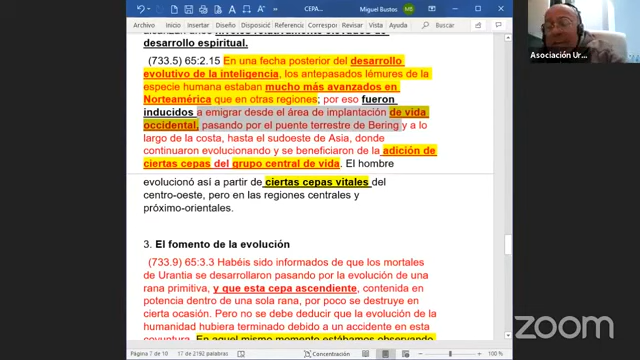 Miguel Bustos
CEPA...
Archivo Inicio Insertar Dibujar Diseño Disposición Referencia Correspon Revisar Vista Ayuda Acrobat
desarrollo espiritual.
(733.5) 65:2.15 En una fecha posterior del desarrollo
evolutivo de la inteligencia, los antepasados lémures de la
especie humana estaban mucho más avanzados en
Norteamérica que en otras regiones; por eso fueron
inducidos a emigrar desde el área de implantación de vida
occidental, pasando por el puente terrestre de Bering y a lo
largo de la costa, hasta el sudoeste de Asia, donde
continuaron evolucionando y se beneficiaron de la adición de
ciertas cepas del grupo central de vida. El hombre
evolucionó así a partir de ciertas cepas vitales del
centro-oeste, pero en las regiones centrales y
próximo-orientales.
3. El fomento de la evolución
(733.9) 65:3.3 Habéis sido informados de que los mortales
de Urantia se desarrollaron pasando por la evolución de una
rana primitiva, y que esta cepa ascendiente, contenida en
potencia dentro de una sola rana, por poco se destruye en
cierta ocasión. Pero no se debe deducir que la evolución de la
humanidad hubiera terminado debido a un accidente en esta
coyuntura. En aquel mismo momento estábamos observando
Página 7 de 10 17 de 2192 palabras Concentración 100 %
Asociación Ur...
zoom